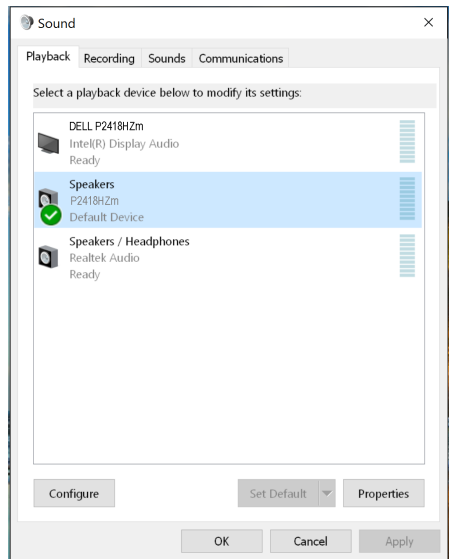 Sound
Playback Recording Sounds Communications
Select a playback device below to modify its settings:
DELL P2418HZm
Intel(R) Display Audio
Ready
Speakers
P2418HZm
Default Device
Speakers / Headphones
Realtek Audio
Ready
Configure Set Default Properties
OK Cancel Apply